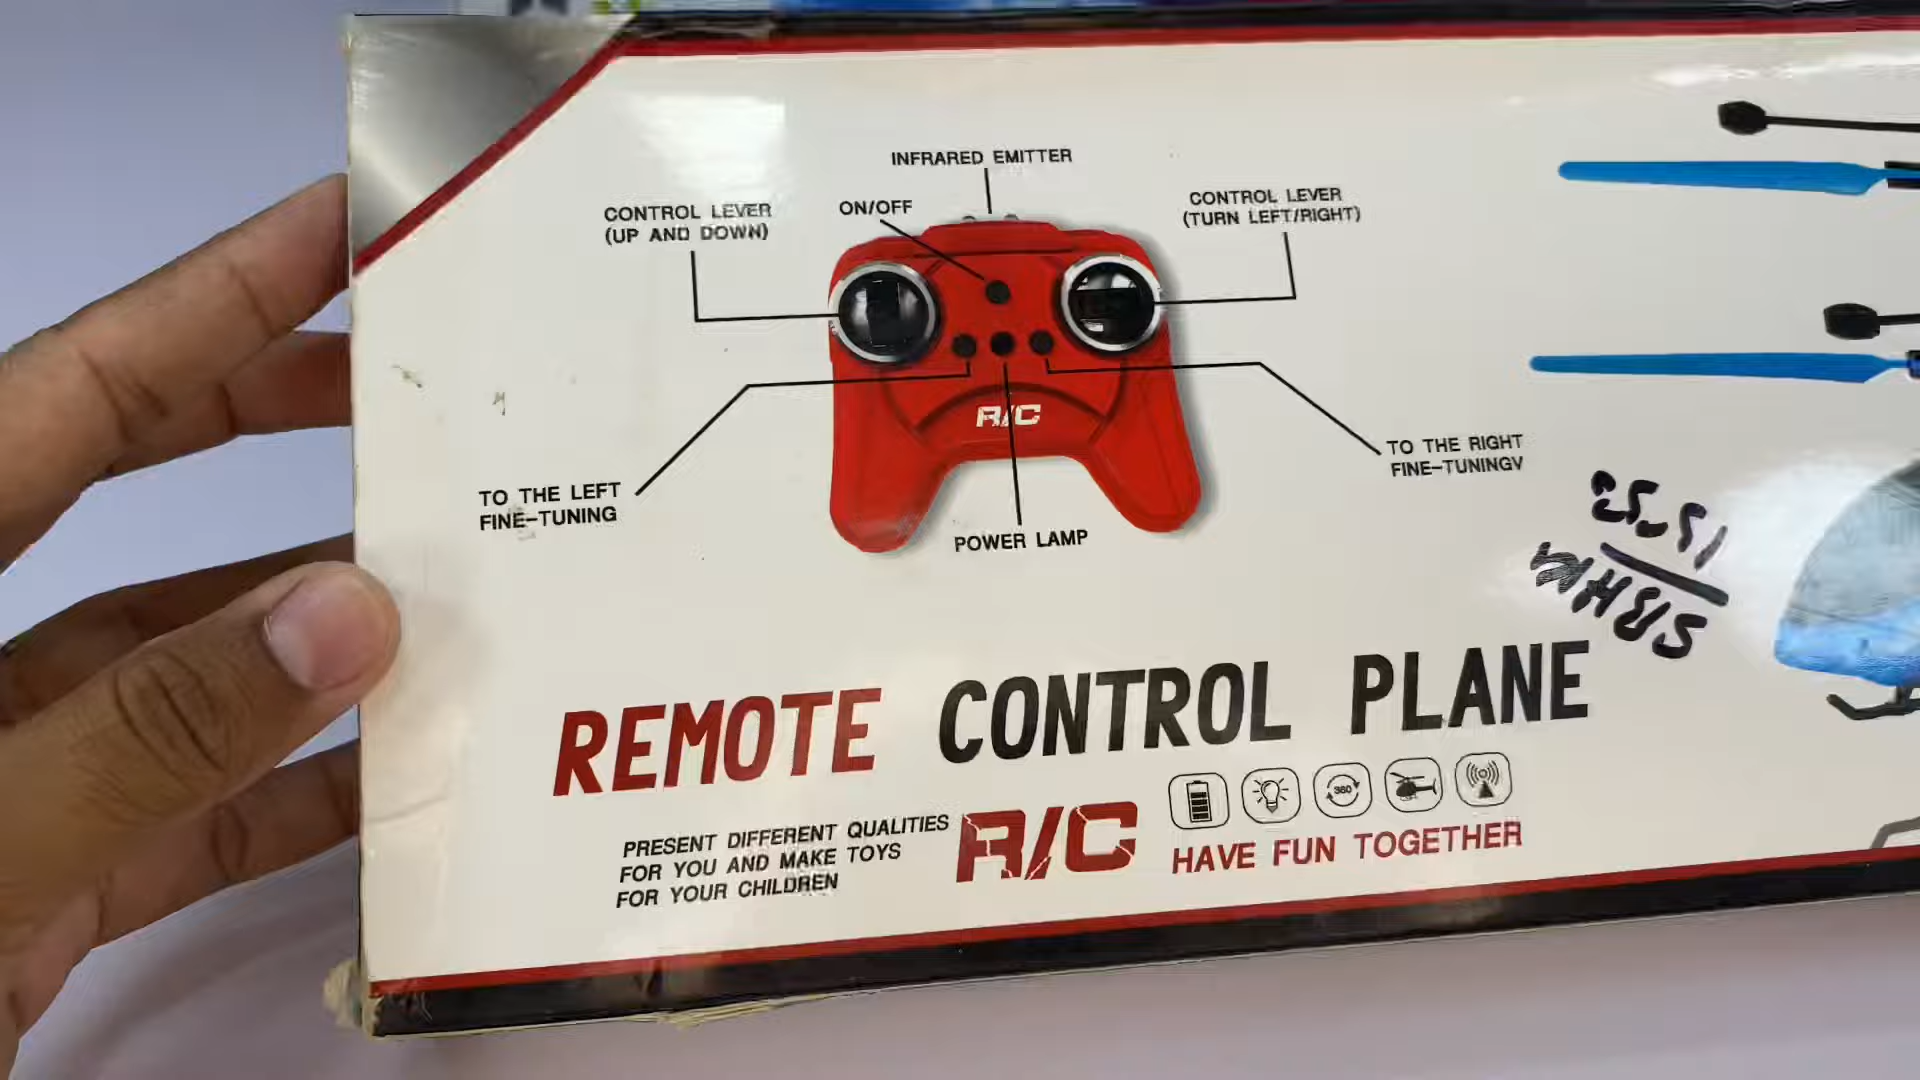 INFRARED EMITTER
CONTROL LEVER
(UP AND DOWN)
ON/OFF
CONTROL LEVER
(TURN LEFT/RIGHT)
R/C
TO THE LEFT
FINE-TUNING
TO THE RIGHT
FINE-TUNINGV
POWER LAMP
REMOTE CONTROL PLANE
PRESENT DIFFERENT QUALITIES
FOR YOU AND MAKE TOYS
FOR YOUR CHILDREN
R/C
360
HAVE FUN TOGETHER